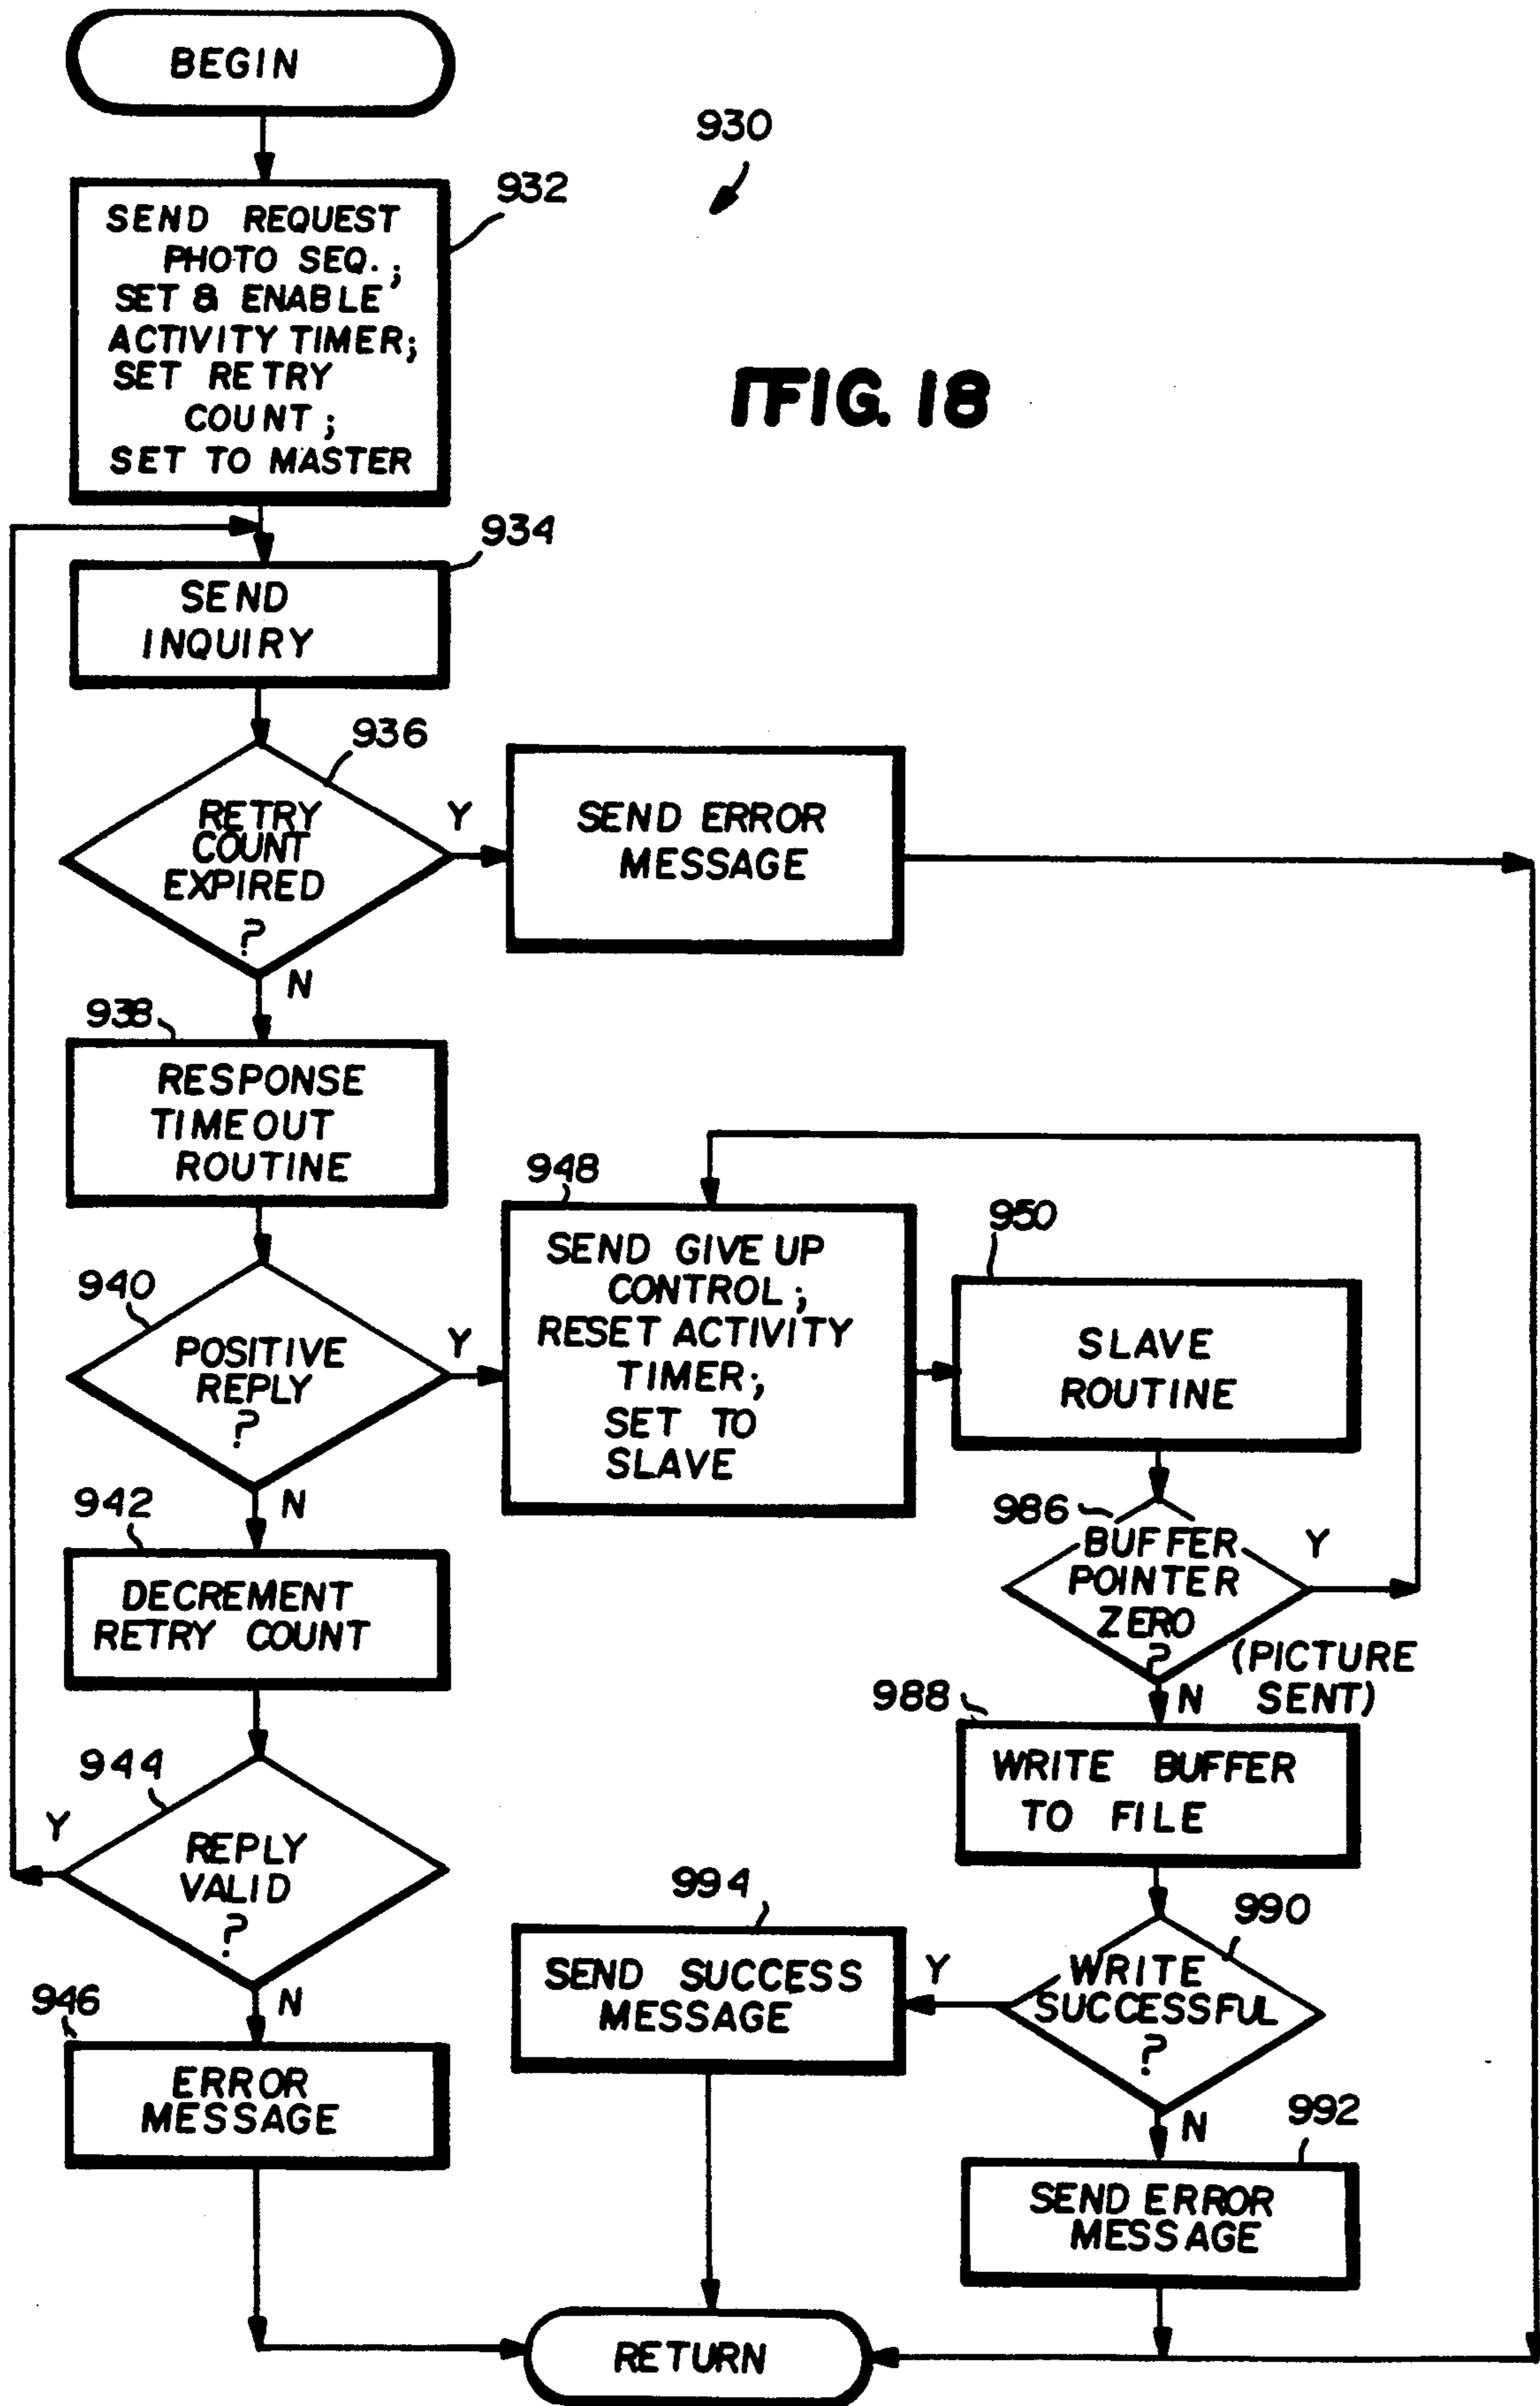 BEGIN
930
932
SEND REQUEST
PHOTO SEQ.;
SET & ENABLE
ACTIVITY TIMER;
SET RETRY
COUNT;
SET TO MASTER
FIG. 18
934
SEND
INQUIRY
936
RETRY
COUNT
EXPIRED
?
Y
N
SEND ERROR
MESSAGE
938
RESPONSE
TIMEOUT
ROUTINE
940
POSITIVE
REPLY
?
Y
N
948
SEND GIVE UP
CONTROL;
RESET ACTIVITY
TIMER;
SET TO
SLAVE
950
SLAVE
ROUTINE
986
BUFFER
POINTER
ZERO
?
Y
N
(PICTURE
SENT)
942
DECREMENT
RETRY COUNT
944
REPLY
VALID
?
Y
N
988
WRITE BUFFER
TO FILE
990
WRITE
SUCCESSFUL
?
Y
N
994
SEND SUCCESS
MESSAGE
946
ERROR
MESSAGE
992
SEND ERROR
MESSAGE
RETURN